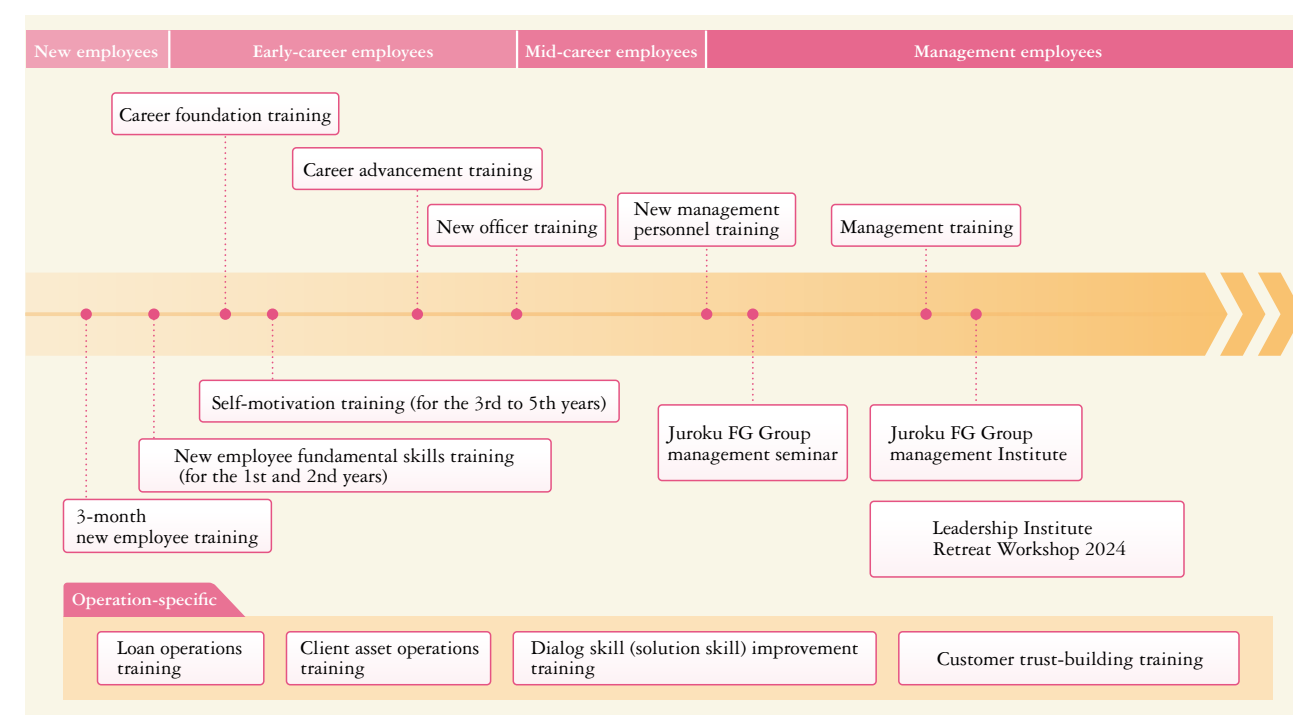 New employees
Early-career employees
Mid-career employees
Management employees
Career foundation training
Career advancement training
New officer training
New management
personnel training
Management training
Self-motivation training (for the 3rd to 5th years)
New employee fundamental skills training
(for the 1st and 2nd years)
3-month
new employee training
Juroku FG Group
management seminar
Juroku FG Group
management Institute
Leadership Institute
Retreat Workshop 2024
Operation-specific
Loan operations
training
Client asset operations
training
Dialog skill (solution skill) improvement
training
Customer trust-building training